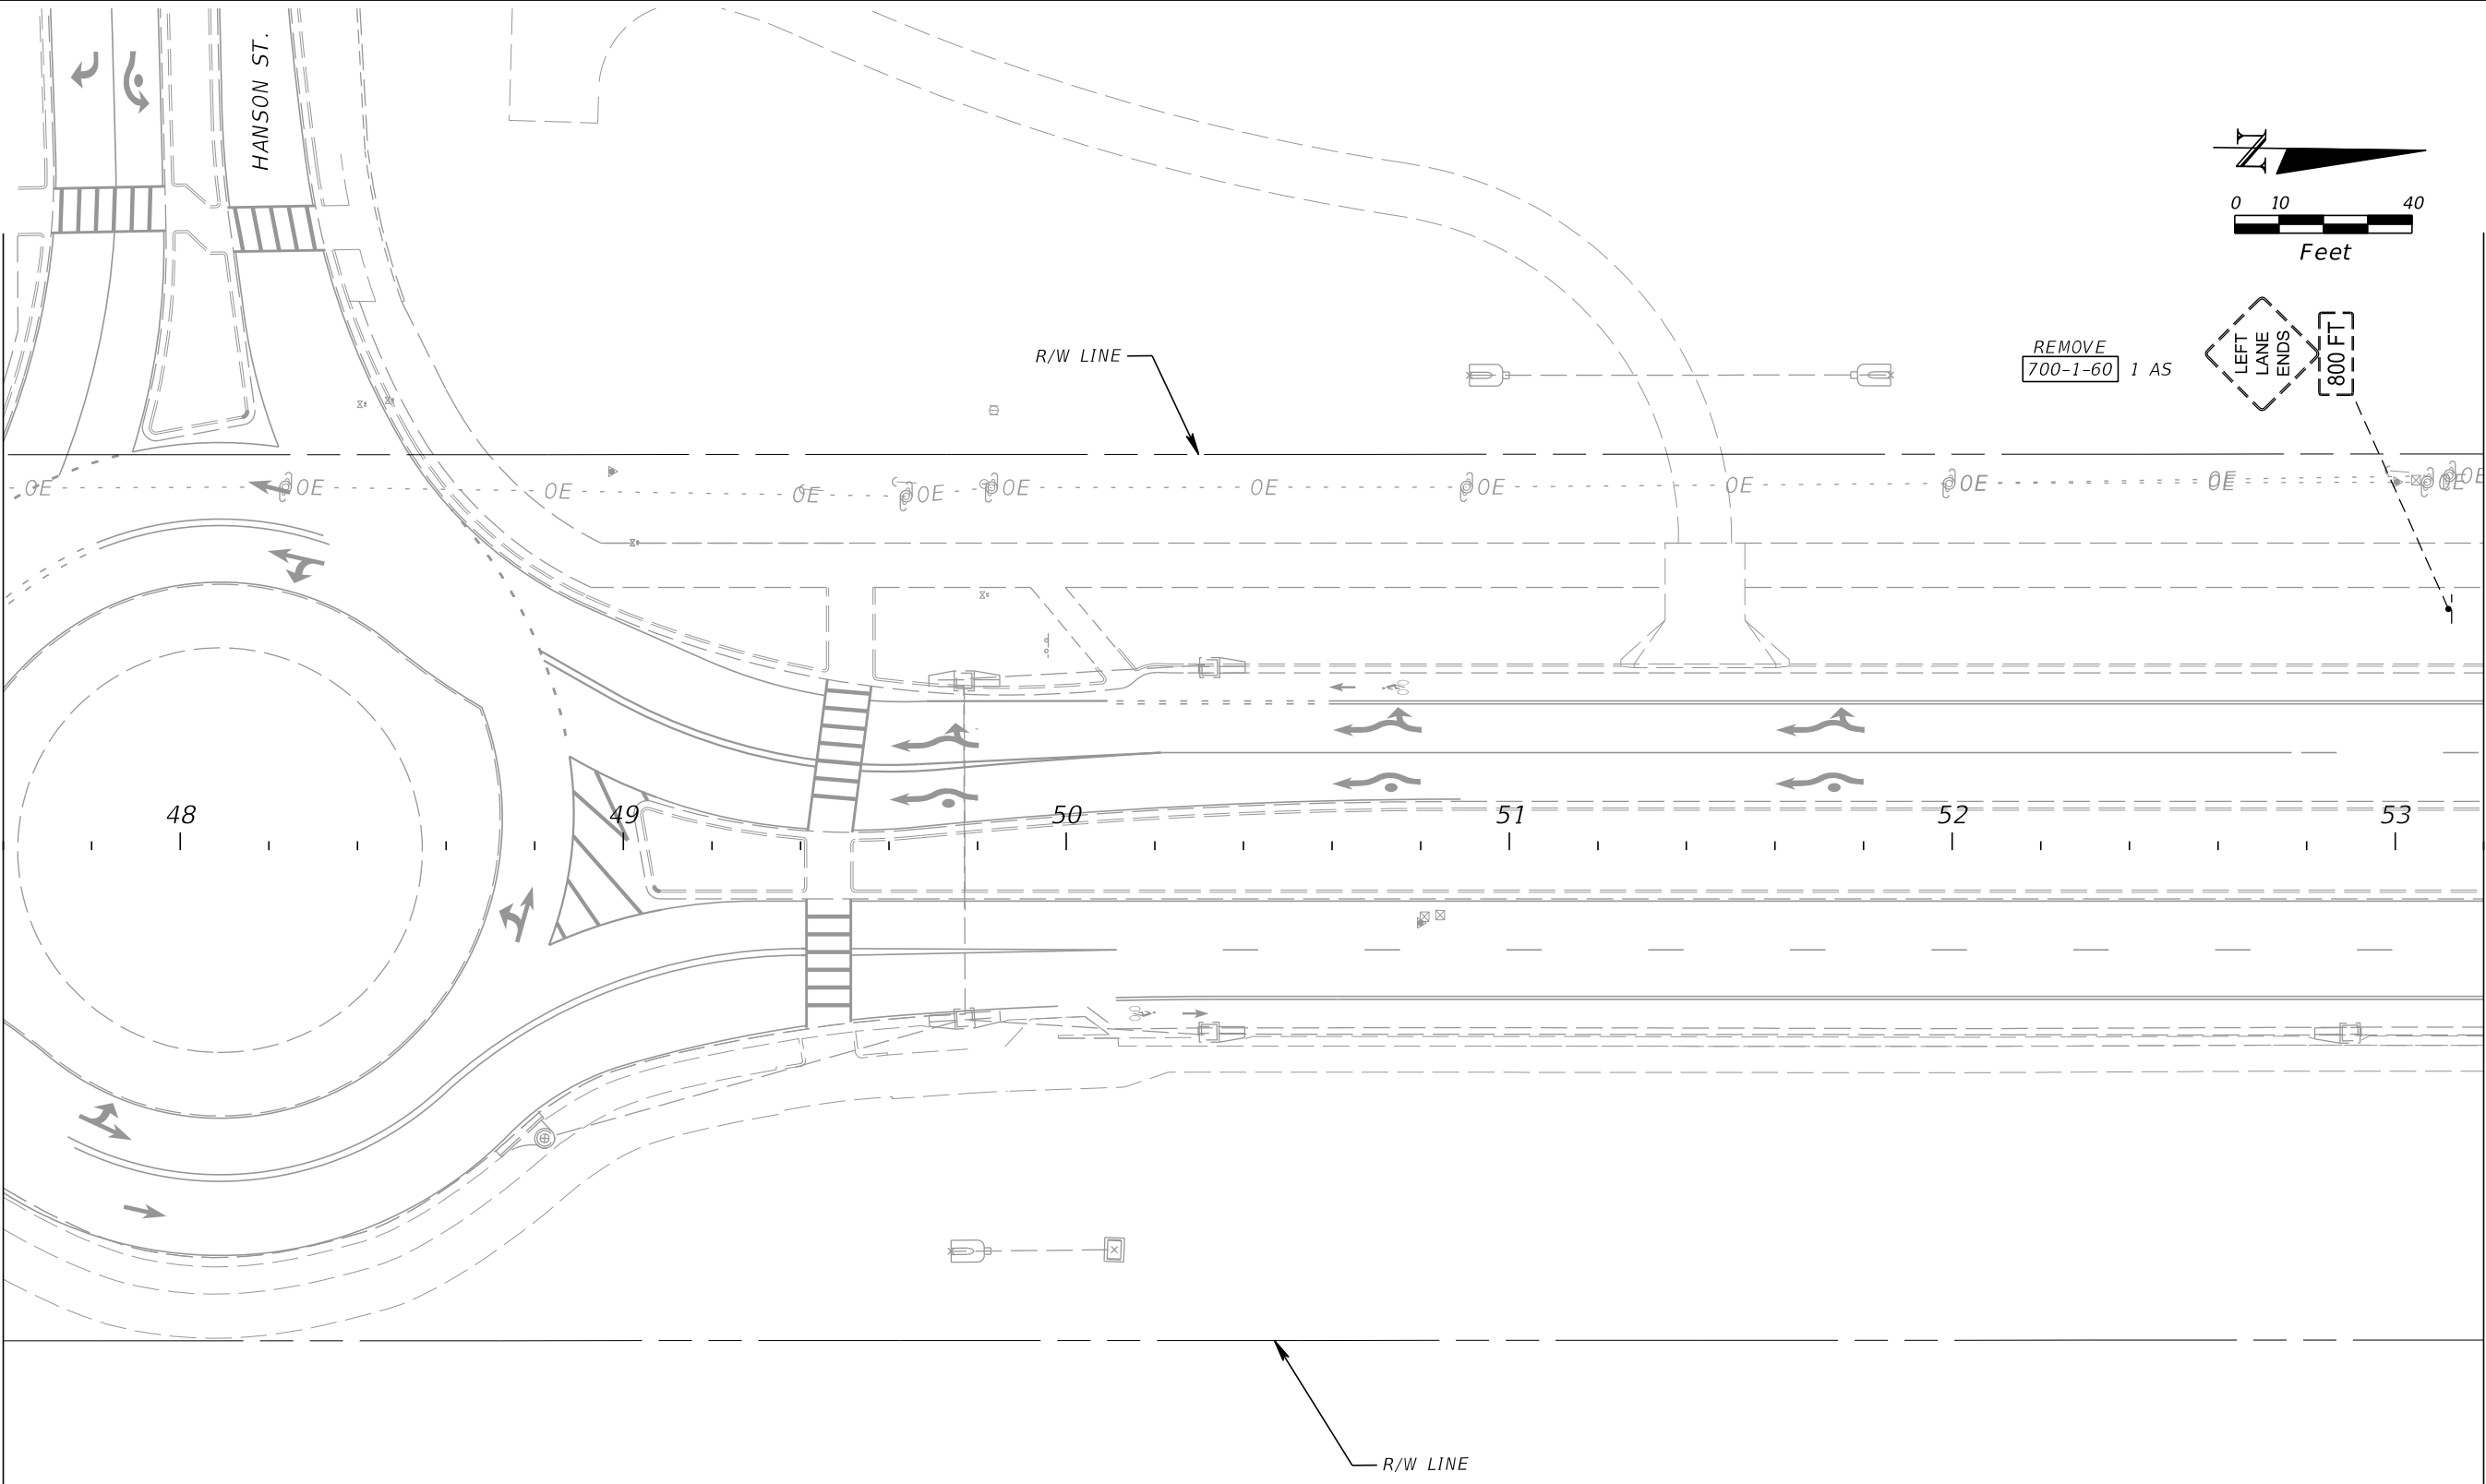 HANSON ST.
N
0 10 40
Feet
R/W LINE
REMOVE
700-1-60 1 AS
LEFT
LANE
ENDS
800 FT
OE OE OE OE OE OE OE OE OE OE OE OE OE OE
48 49 50 51 52 53
R/W LINE